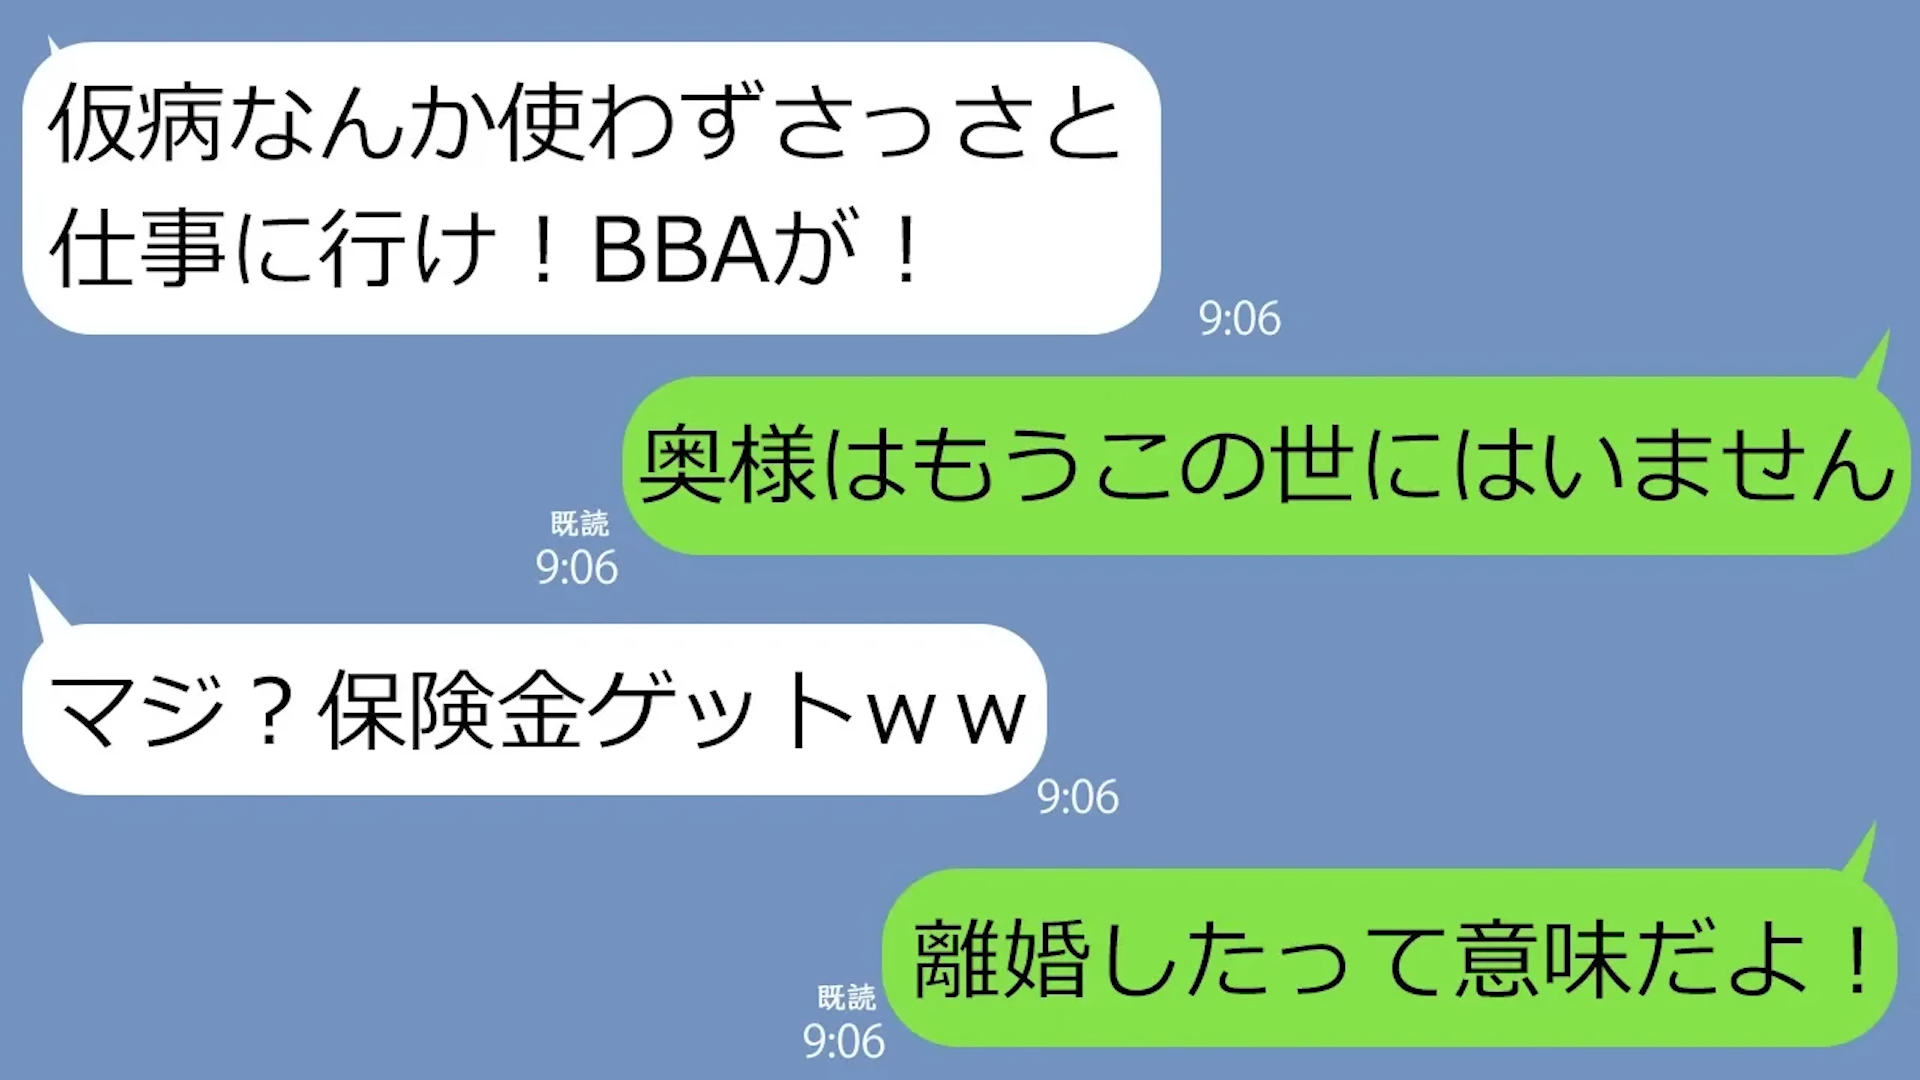 仮病なんか使わずさっさと
仕事に行け！BBAが！
9:06
奥様はもうこの世にはいません
既読
9:06
マジ？保険金ゲットｗｗ
9:06
離婚したって意味だよ！
既読
9:06